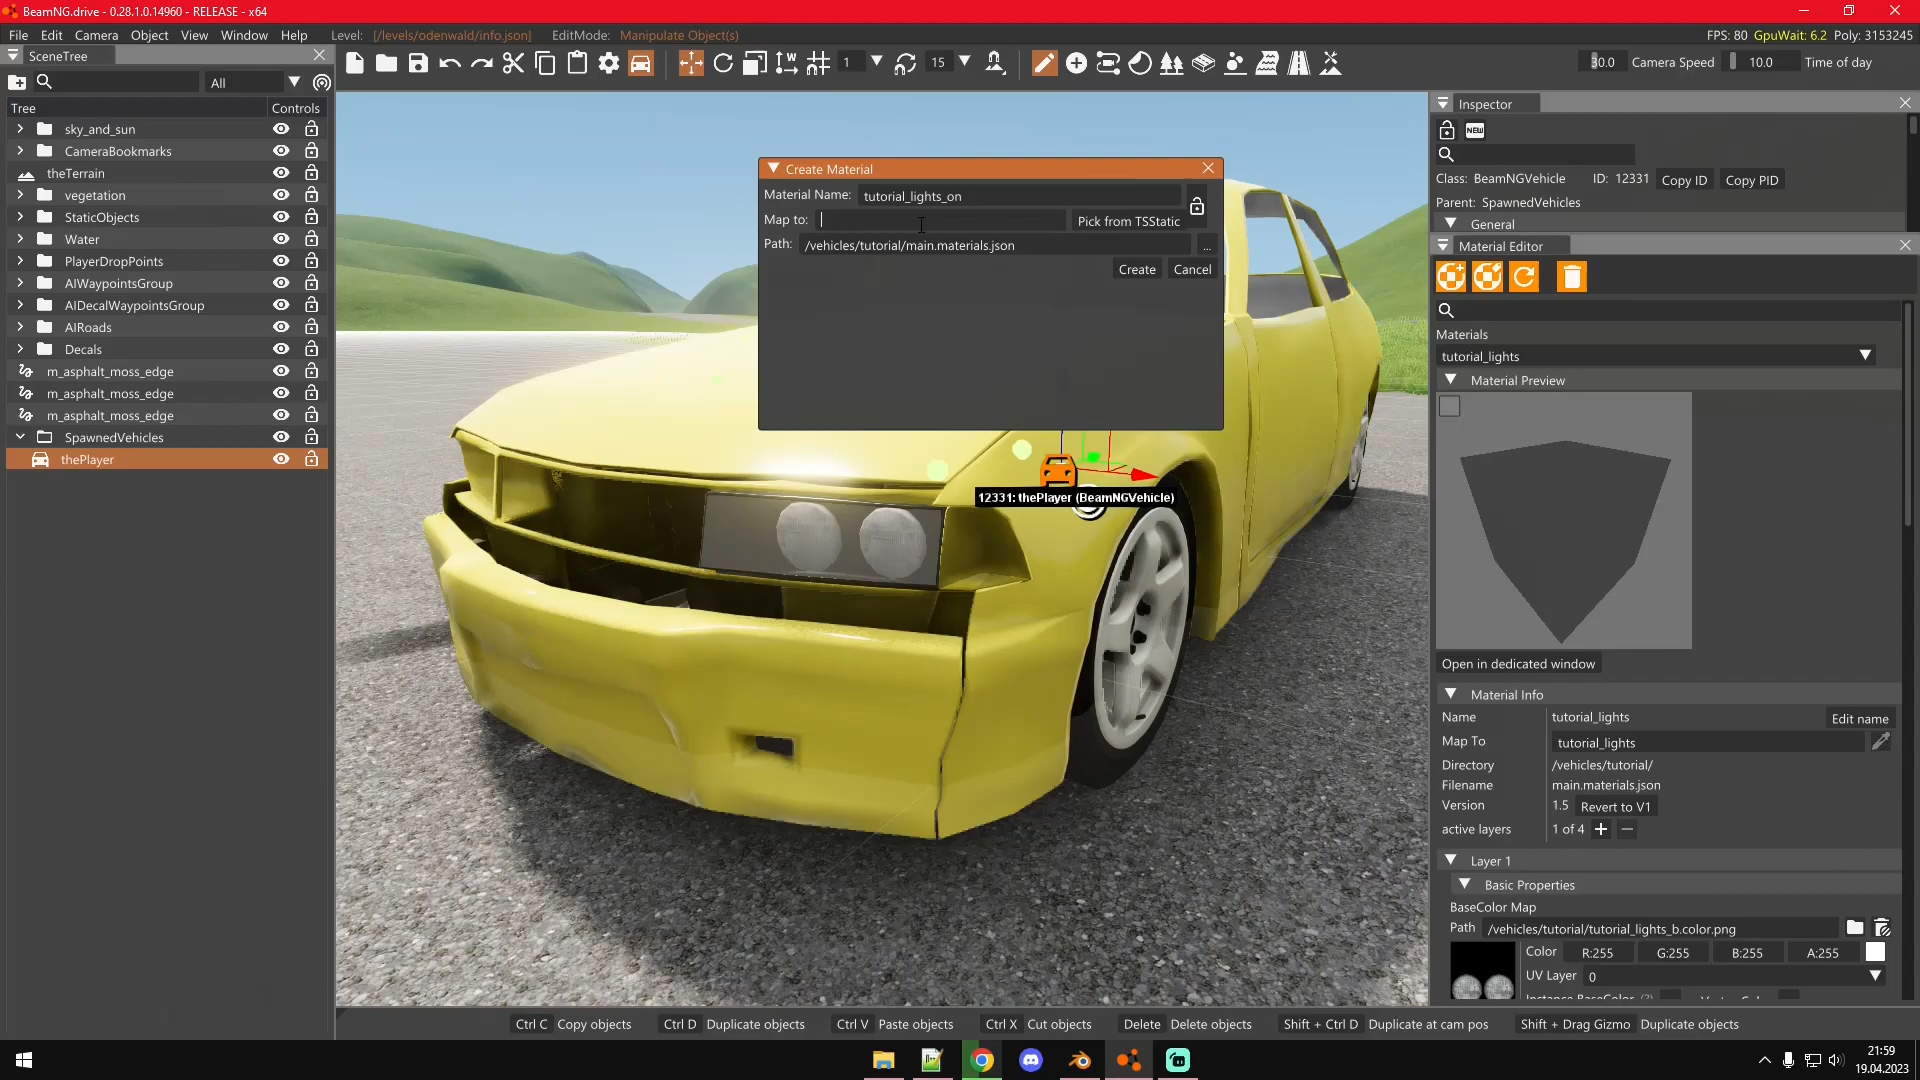 BeamNG.drive - 0.28.1.0.14960 - RELEASE - x64
File Edit Camera Object View Window Help Level: [/levels/odenwald/info.json] EditMode: Manipulate Object(s)
FPS: 80 GpuWait: 6.2 Poly: 3153245
SceneTree
1 15 30.0 Camera Speed 10.0 Time of day
All
Tree Controls
sky_and_sun
CameraBookmarks
theTerrain
vegetation
StaticObjects
Water
PlayerDropPoints
AIWaypointsGroup
AIDecalWaypointsGroup
AIRoads
Decals
m_asphalt_moss_edge
m_asphalt_moss_edge
m_asphalt_moss_edge
SpawnedVehicles
thePlayer
Create Material
Material Name: tutorial_lights_on
Map to: Pick from TSStatic
Path: /vehicles/tutorial/main.materials.json ...
Create Cancel
12331: thePlayer (BeamNGVehicle)
Inspector
NEW
Class: BeamNGVehicle ID: 12331 Copy ID Copy PID
Parent: SpawnedVehicles
General
Material Editor
Materials
tutorial_lights
Material Preview
Open in dedicated window
Material Info
Name tutorial_lights Edit name
Map To tutorial_lights
Directory /vehicles/tutorial/
Filename main.materials.json
Version 1.5 Revert to V1
active layers 1 of 4
Layer 1
Basic Properties
BaseColor Map
Path /vehicles/tutorial/tutorial_lights_b.color.png
Color R:255 G:255 B:255 A:255
UV Layer 0
Ctrl C Copy objects Ctrl D Duplicate objects Ctrl V Paste objects Ctrl X Cut objects Delete Delete objects Shift + Ctrl D Duplicate at cam pos Shift + Drag Gizmo Duplicate objects
21:59
19.04.2023